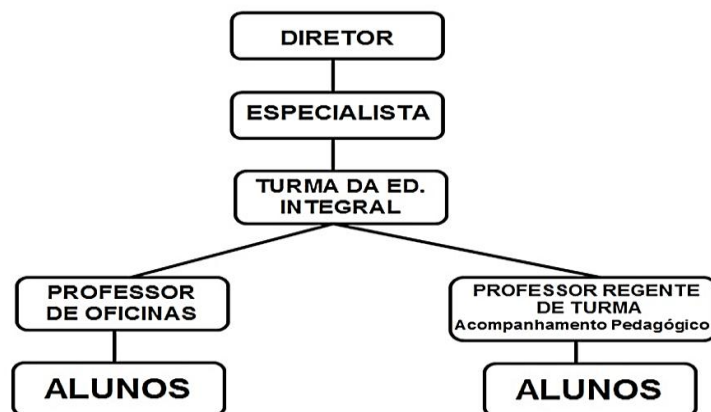 DIRETOR
ESPECIALISTA
TURMA DA ED.
INTEGRAL
PROFESSOR
DE OFICINAS
PROFESSOR REGENTE
DE TURMA
Acompanhamento Pedagógico
ALUNOS
ALUNOS